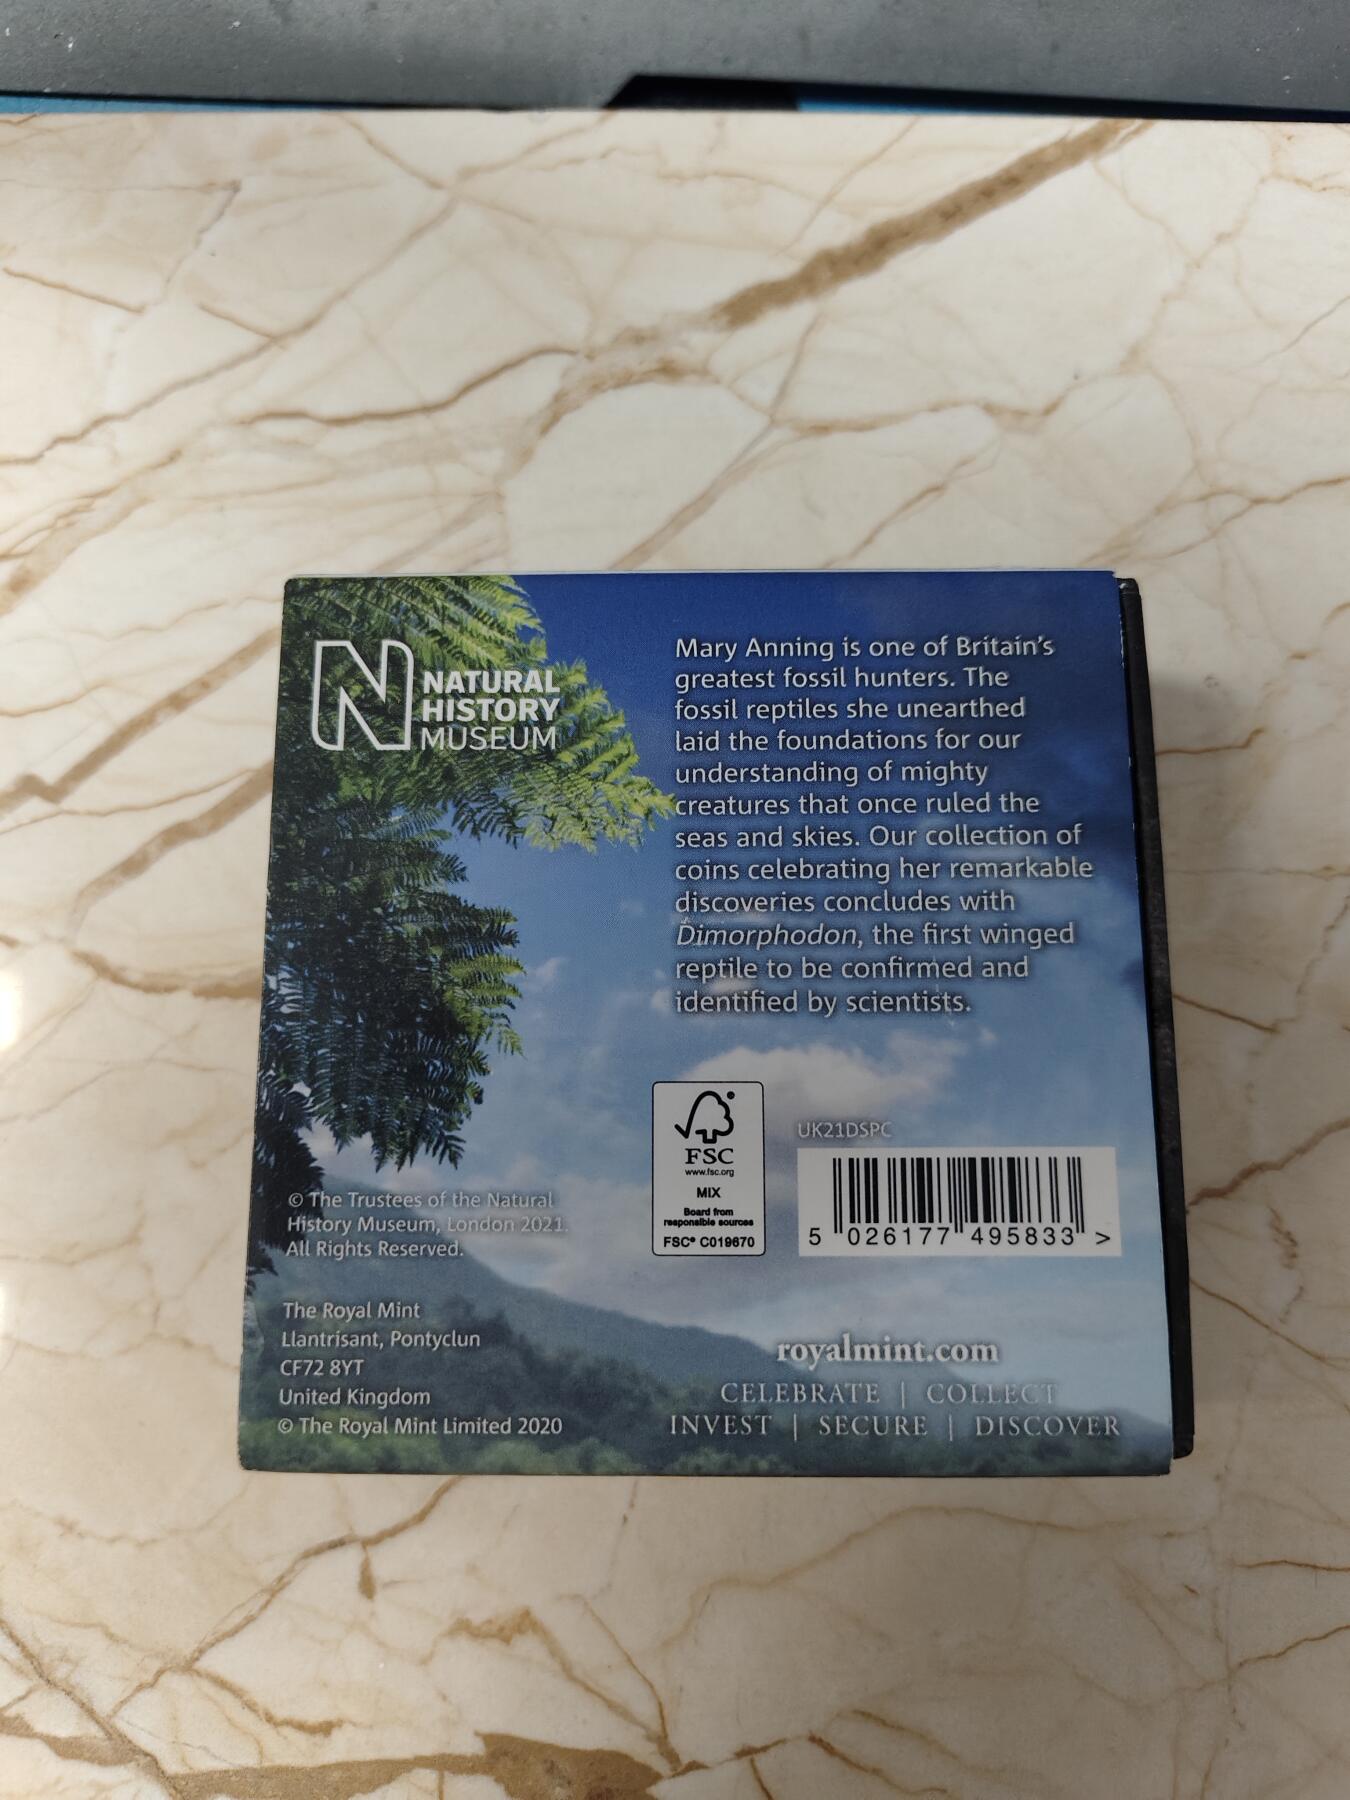 NATURAL
HISTORY
MUSEUM
Mary Anning is one of Britain's
greatest fossil hunters. The
fossil reptiles she unearthed
laid the foundations for our
understanding of mighty
creatures that once ruled the
seas and skies. Our collection of
coins celebrating her remarkable
discoveries concludes with
Dimorphodon, the first winged
reptile to be confirmed and
identified by scientists.
© The Trustees of the Natural
History Museum, London 2021.
All Rights Reserved.
The Royal Mint
Llantrisant, Pontyclun
CF72 8YT
United Kingdom
© The Royal Mint Limited 2020
FSC
www.fsc.org
MIX
Board from
responsible sources
FSC® C019670
UK21DSPC
5 026177 495833 >
royalmint.com
CELEBRATE | COLLECT
INVEST | SECURE | DISCOVER